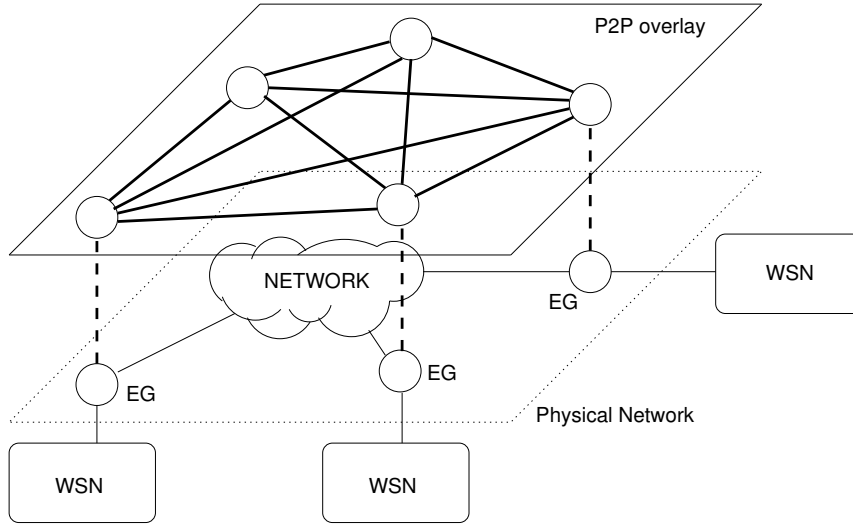 P2P overlay
NETWORK
WSN
EG
EG
EG
Physical Network
WSN
WSN